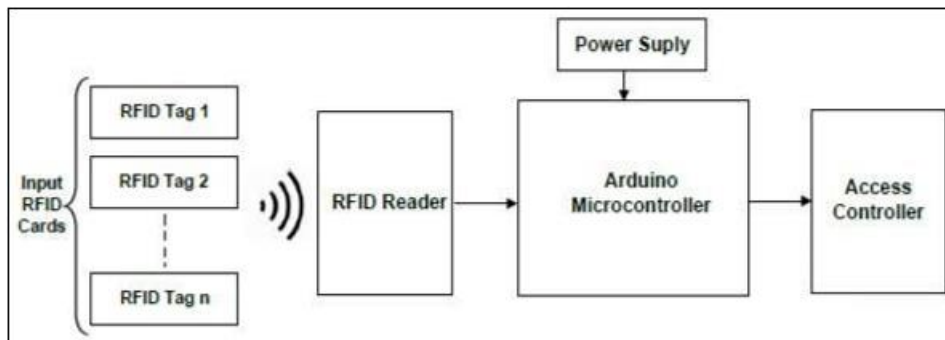 Power Suply
RFID Tag 1
RFID Tag 2
RFID Tag n
Input
RFID
Cards
RFID Reader
Arduino
Microcontroller
Access
Controller